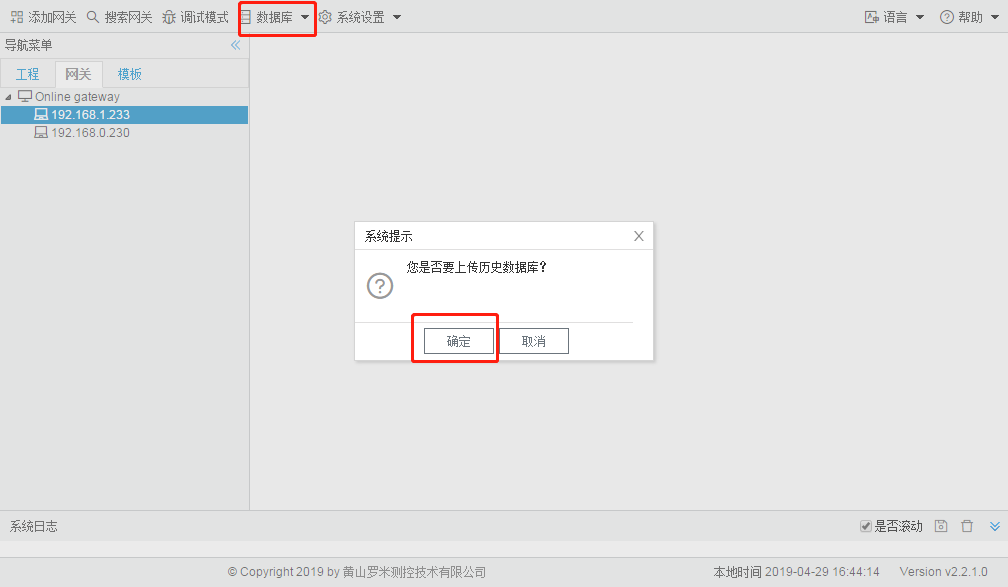 添加网关 搜索网关 调试模式 数据库 系统设置 语言 帮助
导航菜单
工程 网关 模板
Online gateway
192.168.1.233
192.168.0.230
系统提示 X
您是否要上传历史数据库?
确定 取消
系统日志 是否滚动
© Copyright 2019 by 黄山罗米测控技术有限公司 本地时间 2019-04-29 16:44:14 Version v2.2.1.0